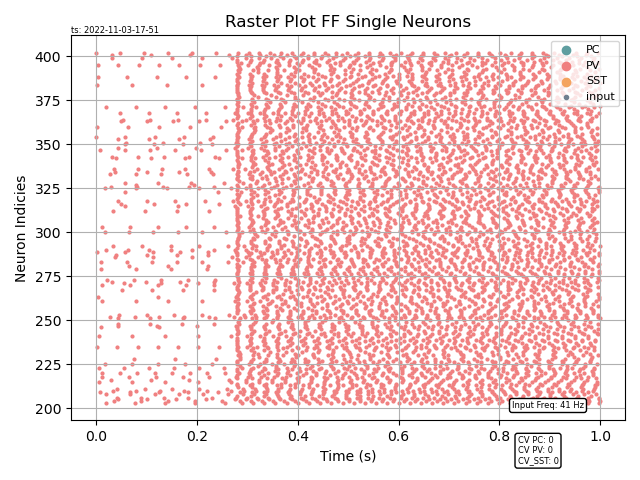 Raster Plot FF Single Neurons
ts: 2022-11-03-17-51
PC
PV
SST
input
400
375
350
325
300
275
250
225
200
Neuron Indicies
Input Freq: 41 Hz
0.0 0.2 0.4 0.6 0.8 1.0
Time (s)
CV PC: 0
CV PV: 0
CV_SST: 0